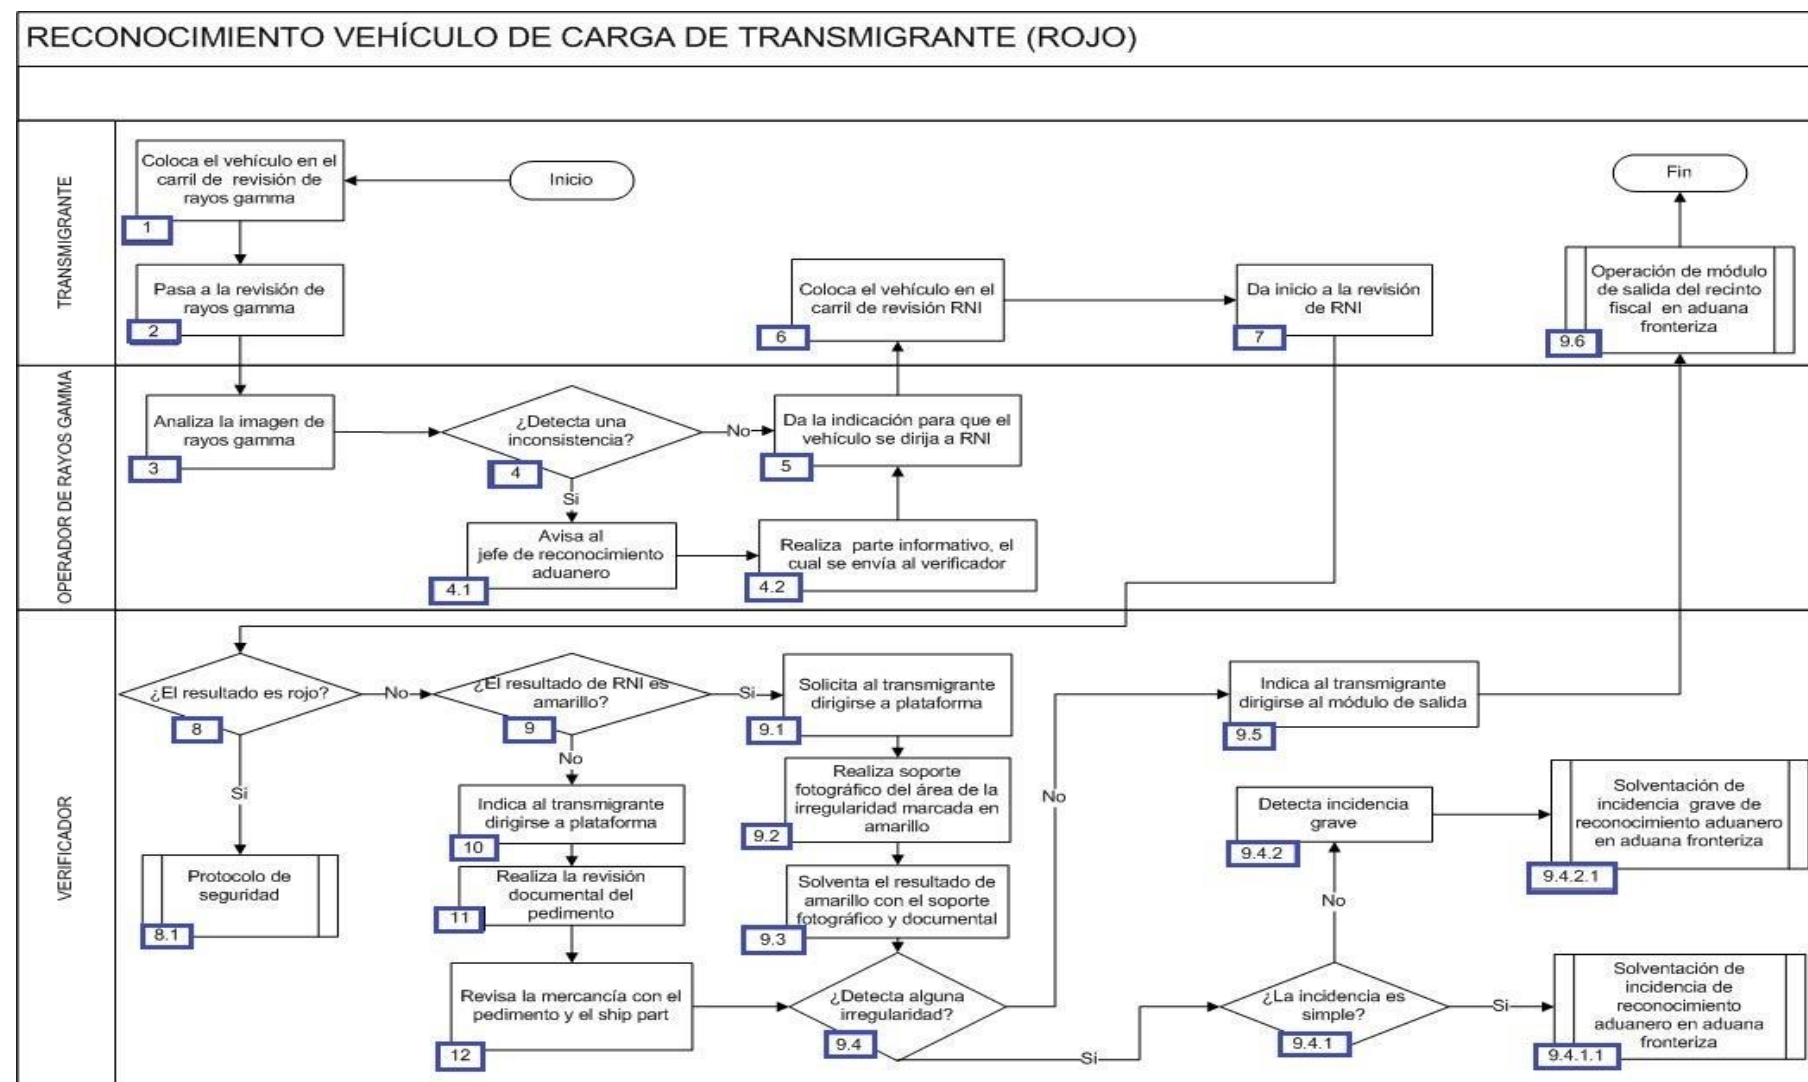 RECONOCIMIENTO VEHÍCULO DE CARGA DE TRANSMIGRANTE (ROJO)
TRANSMIGRANTE
Coloca el vehículo en el
carril de revisión de
rayos gamma
1
Inicio
Fin
Pasa a la revisión de
rayos gamma
2
Coloca el vehículo en el
carril de revisión RNI
6
Da inicio a la revisión
de RNI
7
Operación de módulo
de salida del recinto
fiscal en aduana
fronteriza
9.6
OPERADOR DE RAYOS GAMMA
Analiza la imagen de
rayos gamma
3
¿Detecta una
inconsistencia?
4
No
Da la indicación para que el
vehículo se dirija a RNI
5
Si
Avisa al
jefe de reconocimiento
aduanero
4.1
Realiza parte informativo, el
cual se envía al verificador
4.2
VERIFICADOR
¿El resultado es rojo?
8
No
¿El resultado de RNI es
amarillo?
9
Si
Solicita al transmigrante
dirigirse a plataforma
9.1
Indica al transmigrante
dirigirse al módulo de salida
9.5
Si
Protocolo de
seguridad
8.1
No
Indica al transmigrante
dirigirse a plataforma
10
Realiza la revisión
documental del
pedimento
11
Revisa la mercancía con el
pedimento y el ship part
12
Realiza soporte
fotográfico del área de la
irregularidad marcada en
amarillo
9.2
Solventa el resultado de
amarillo con el soporte
fotográfico y documental
9.3
¿Detecta alguna
irregularidad?
9.4
No
Si
Detecta incidencia
grave
9.4.2
Solventación de
incidencia grave de
reconocimiento aduanero
en aduana fronteriza
9.4.2.1
No
¿La incidencia es
simple?
9.4.1
Si
Solventación de
incidencia de
reconocimiento
aduanero en aduana
fronteriza
9.4.1.1